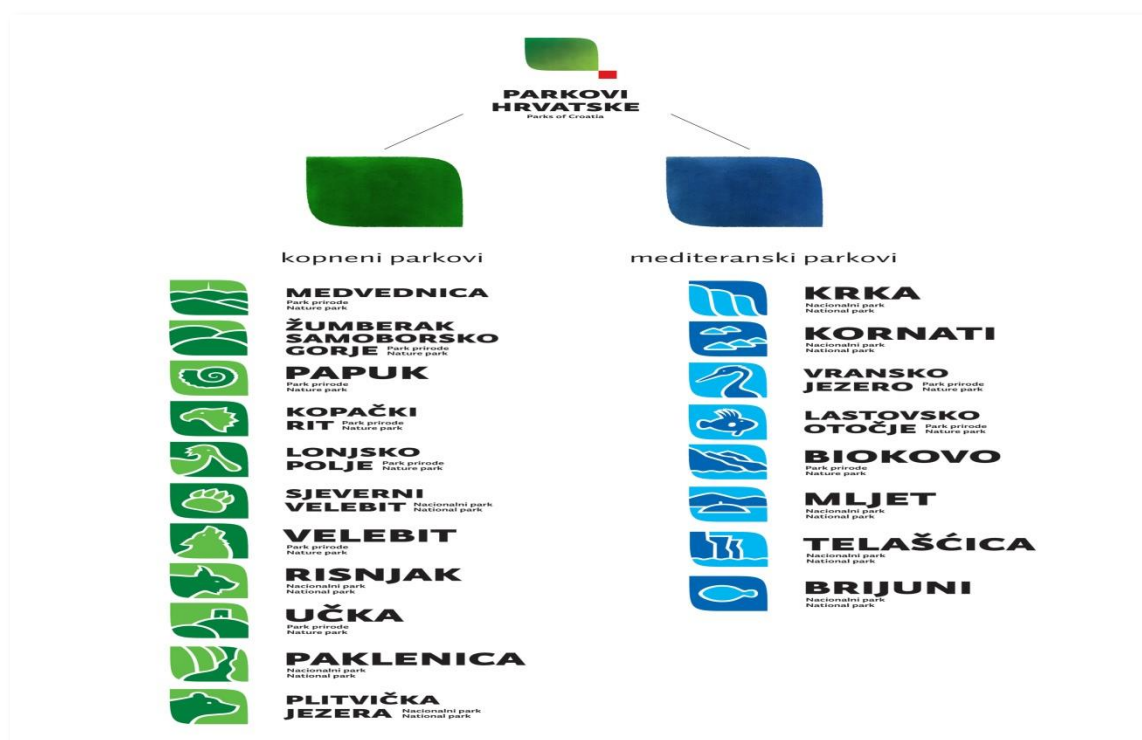 PARKOVI
HRVATSKE
Parks of Croatia
kopneni parkovi
MEDVEDNICA
Park prirode
Nature park
ŽUMBERAK
SAMOBORSKO
GORJE Park prirode
Nature park
PAPUK
Park prirode
Nature park
KOPAČKI
RIT Park prirode
Nature park
LONJSKO
POLJE Park prirode
Nature park
SJEVERNI
VELEBIT Nacionalni park
National park
VELEBIT
Park prirode
Nature park
RISNJAK
Nacionalni park
National park
UČKA
Park prirode
Nature park
PAKLENICA
Nacionalni park
National park
PLITVIČKA
JEZERA Nacionalni park
National park
mediteranski parkovi
KRKA
Nacionalni park
National park
KORNATI
Nacionalni park
National park
VRANSKO
JEZERO Park prirode
Nature park
LASTOVSKO
OTOČJE Park prirode
Nature park
BIOKOVO
Park prirode
Nature park
MLJET
Nacionalni park
National park
TELAŠĆICA
Nacionalni park
National park
BRIJUNI
Nacionalni park
National park